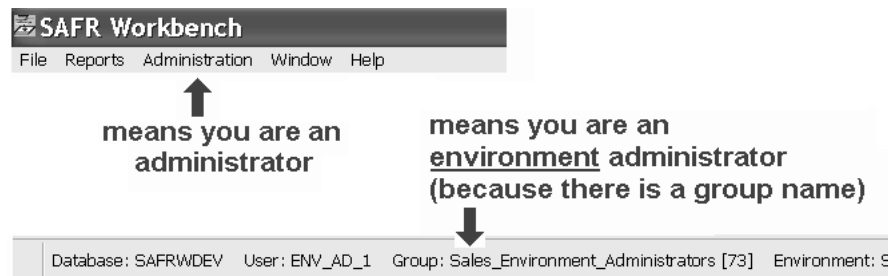 SAFR Workbench
File Reports Administration Window Help
means you are an
administrator
means you are an
environment administrator
(because there is a group name)
Database: SAFRWDEV User: ENV_AD_1 Group: Sales_Environment_Administrators [73] Environment: S